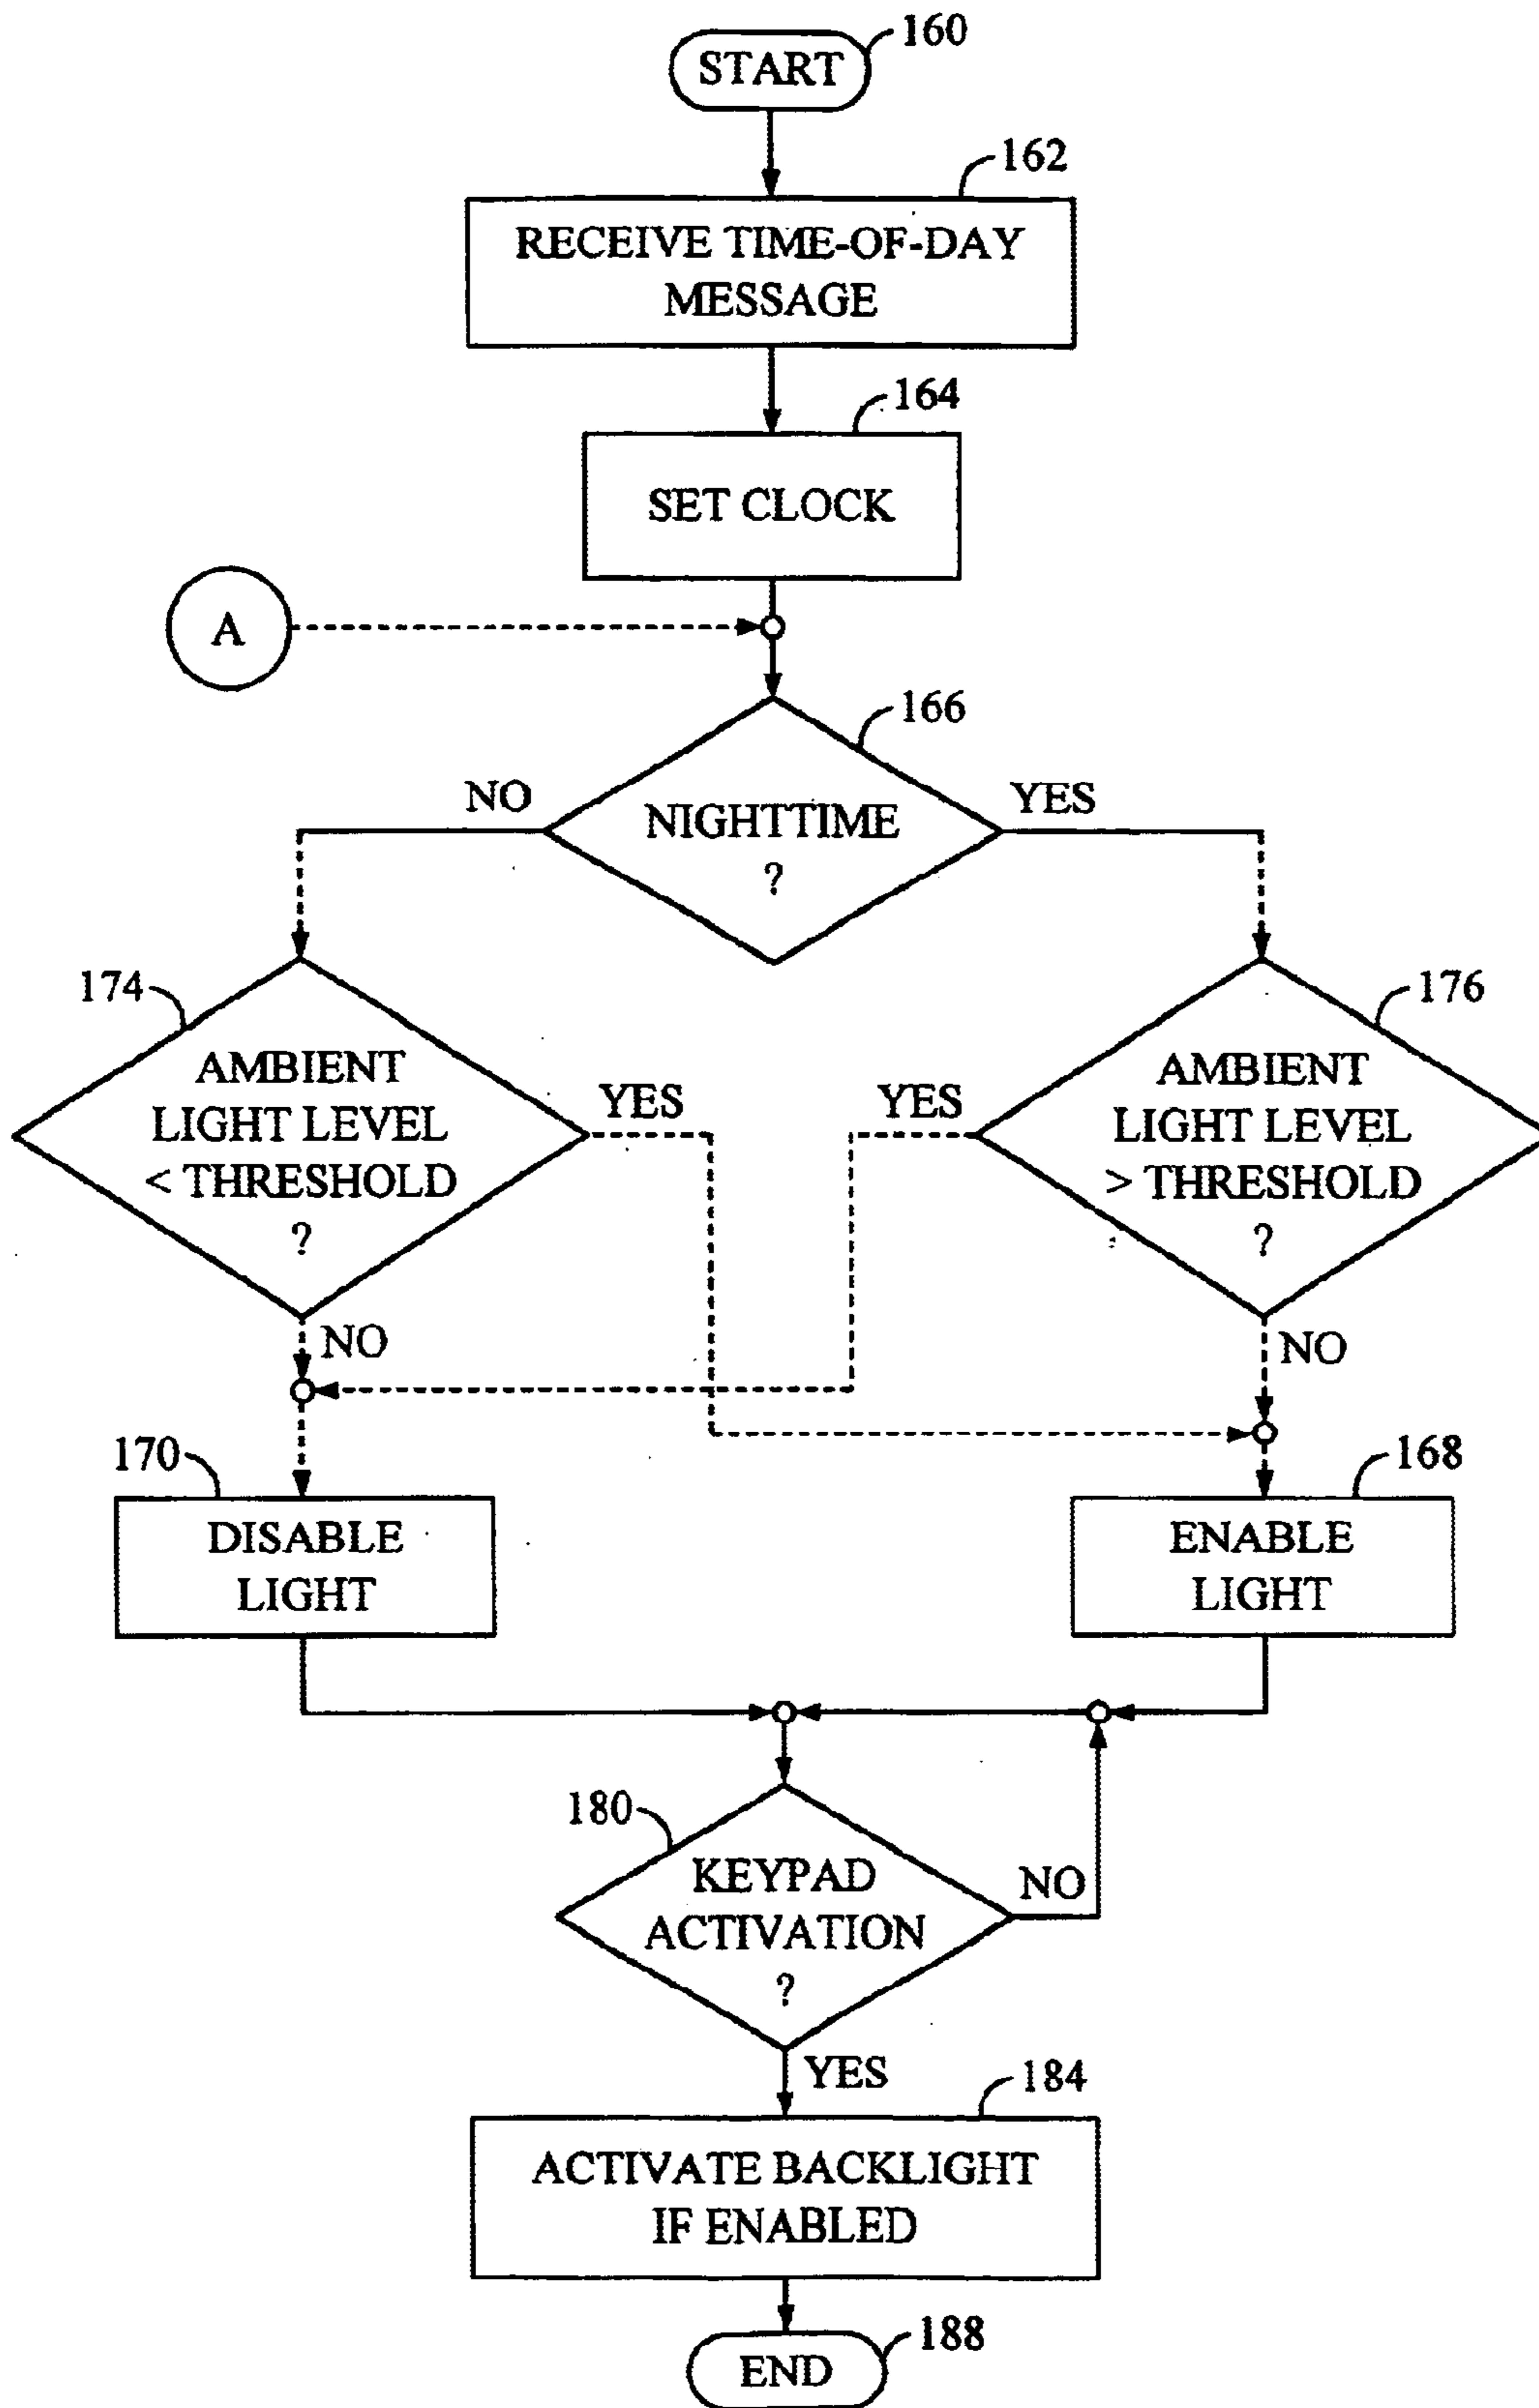 START
160
162
RECEIVE TIME-OF-DAY
MESSAGE
164
SET CLOCK
A
166
NO
YES
NIGHTTIME
?
174
176
AMBIENT
LIGHT LEVEL
< THRESHOLD
?
YES
YES
AMBIENT
LIGHT LEVEL
> THRESHOLD
?
NO
NO
170
168
DISABLE
LIGHT
ENABLE
LIGHT
180
KEYPAD
ACTIVATION
?
NO
YES
184
ACTIVATE BACKLIGHT
IF ENABLED
188
END